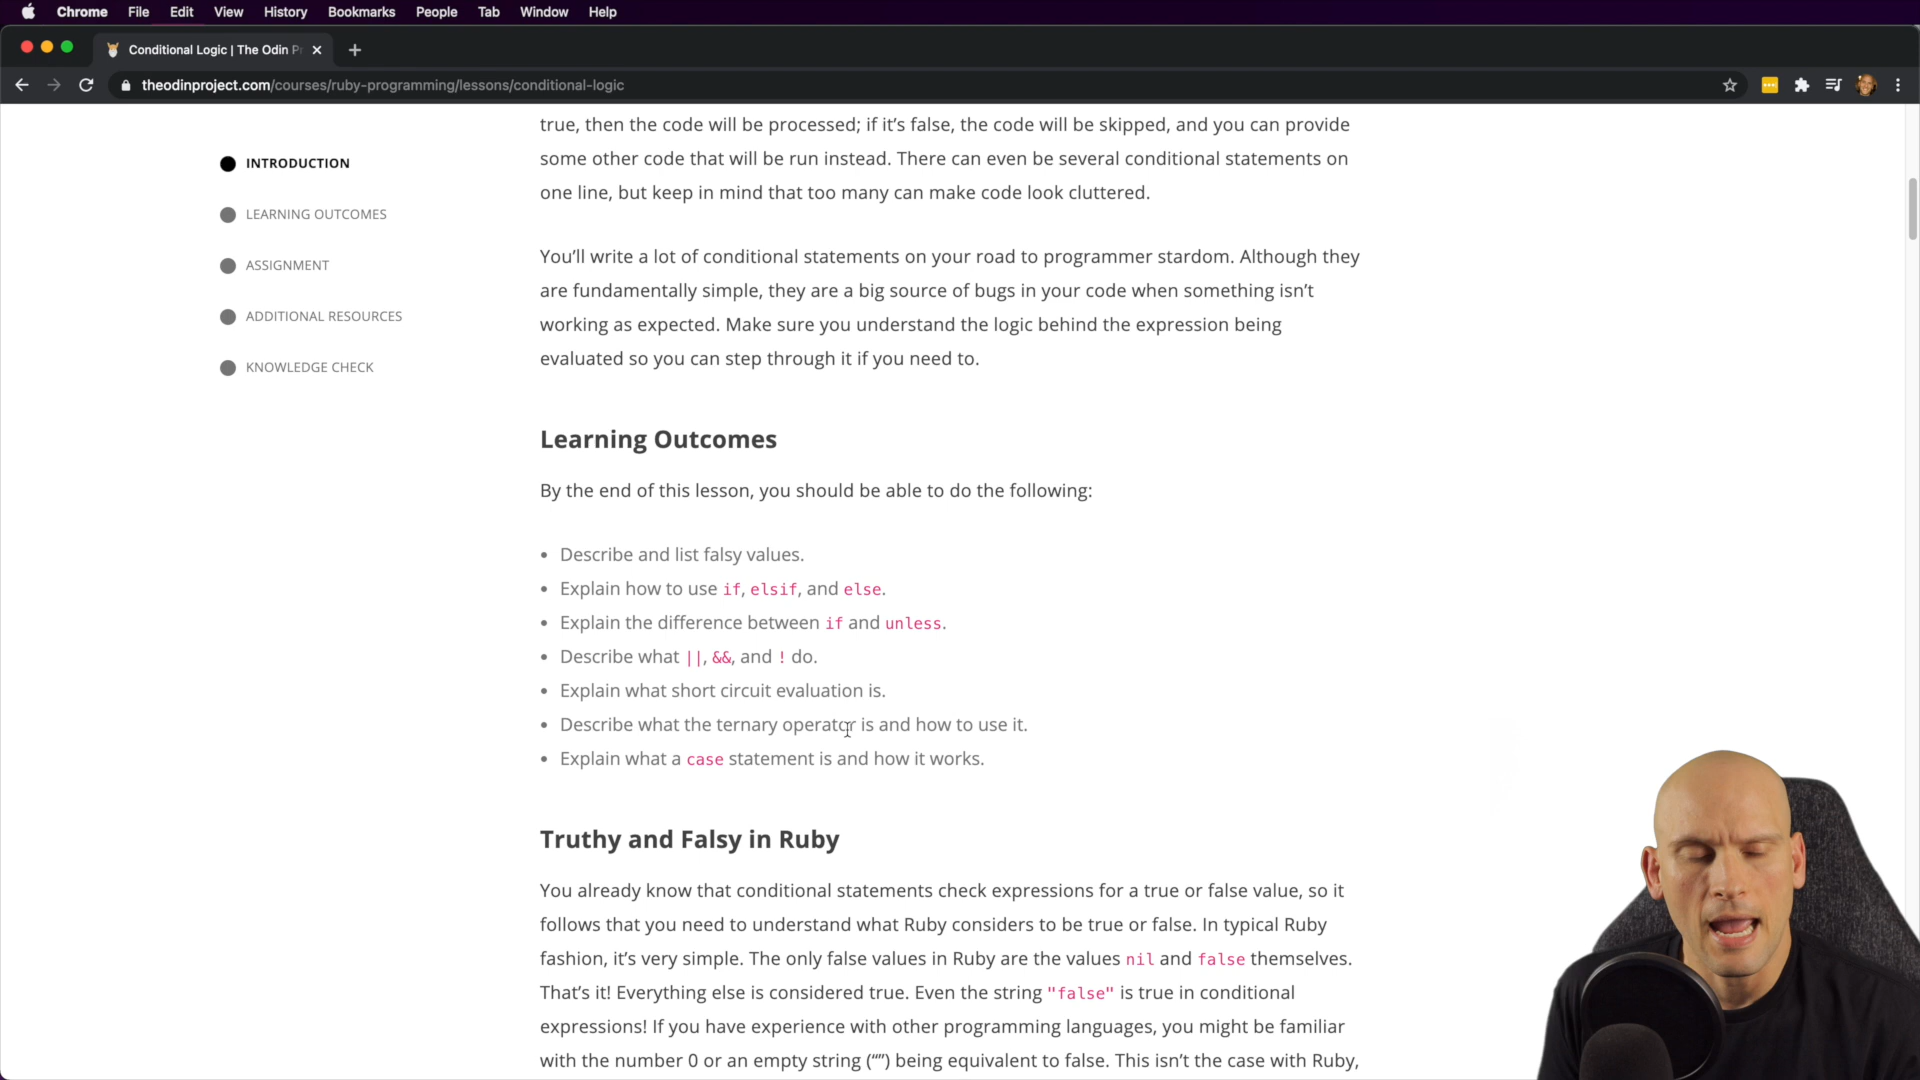 Chrome File Edit View History Bookmarks People Tab Window Help
Conditional Logic | The Odin Pr
theodinproject.com/courses/ruby-programming/lessons/conditional-logic
INTRODUCTION
LEARNING OUTCOMES
ASSIGNMENT
ADDITIONAL RESOURCES
KNOWLEDGE CHECK
true, then the code will be processed; if it’s false, the code will be skipped, and you can provide
some other code that will be run instead. There can even be several conditional statements on
one line, but keep in mind that too many can make code look cluttered.
You’ll write a lot of conditional statements on your road to programmer stardom. Although they
are fundamentally simple, they are a big source of bugs in your code when something isn’t
working as expected. Make sure you understand the logic behind the expression being
evaluated so you can step through it if you need to.
Learning Outcomes
By the end of this lesson, you should be able to do the following:
• Describe and list falsy values.
• Explain how to use if, elsif, and else.
• Explain the difference between if and unless.
• Describe what ||, &&, and ! do.
• Explain what short circuit evaluation is.
• Describe what the ternary operator is and how to use it.
• Explain what a case statement is and how it works.
Truthy and Falsy in Ruby
You already know that conditional statements check expressions for a true or false value, so it
follows that you need to understand what Ruby considers to be true or false. In typical Ruby
fashion, it’s very simple. The only false values in Ruby are the values nil and false themselves.
That’s it! Everything else is considered true. Even the string "false" is true in conditional
expressions! If you have experience with other programming languages, you might be familiar
with the number 0 or an empty string (“”) being equivalent to false. This isn’t the case with Ruby,